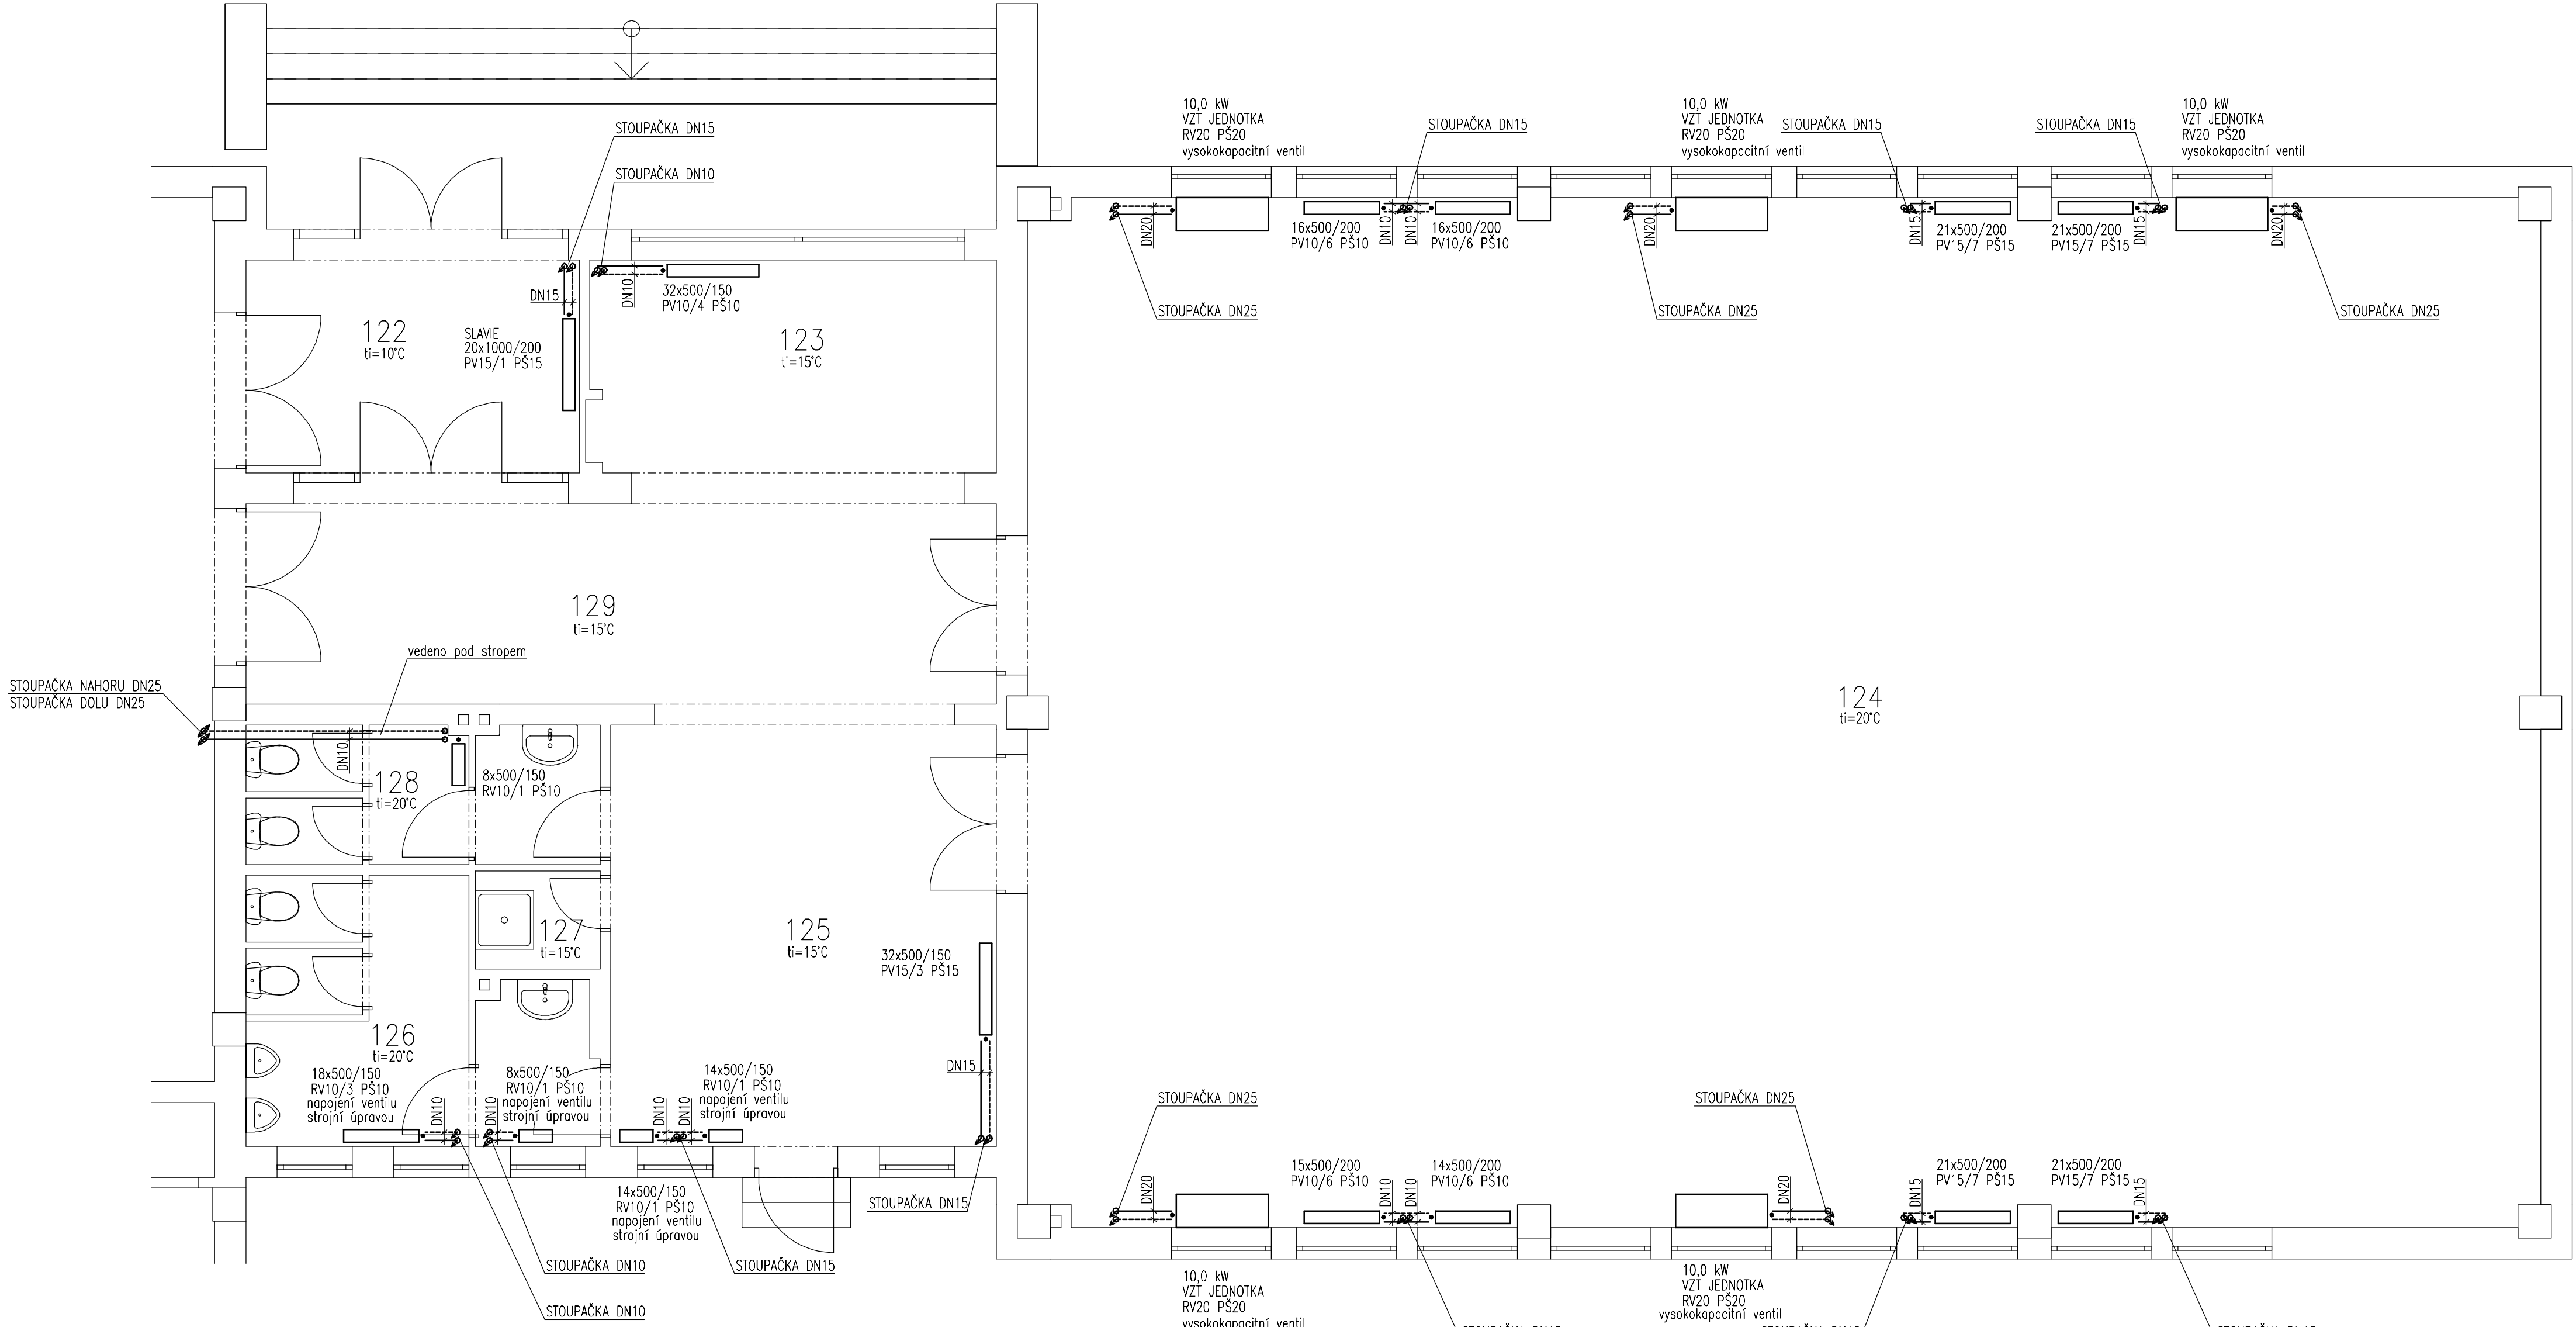 10,0 kW
VZT JEDNOTKA
RV20 PŠ20
vysokokapacitní ventil
STOUPAČKA DN15
10,0 kW
VZT JEDNOTKA
RV20 PŠ20
vysokokapacitní ventil
STOUPAČKA DN15
STOUPAČKA DN15
10,0 kW
VZT JEDNOTKA
RV20 PŠ20
vysokokapacitní ventil
STOUPAČKA DN15
STOUPAČKA DN10
DN20
16x500/200
PV10/6 PŠ10
DN10
DN10
16x500/200
PV10/6 PŠ10
DN20
DN15
21x500/200
PV15/7 PŠ15
21x500/200
PV15/7 PŠ15
DN15
DN20
STOUPAČKA DN25
STOUPAČKA DN25
STOUPAČKA DN25
DN15
DN10
32x500/150
PV10/4 PŠ10
122
ti=10°C
SLAVIE
20x1000/200
PV15/1 PŠ15
123
ti=15°C
129
ti=15°C
vedeno pod stropem
STOUPAČKA NAHORU DN25
STOUPAČKA DOLU DN25
124
ti=20°C
DN10
128
ti=20°C
8x500/150
RV10/1 PŠ10
127
ti=15°C
125
ti=15°C
32x500/150
PV15/3 PŠ15
DN15
126
ti=20°C
18x500/150
RV10/3 PŠ10
napojení ventilu
strojní úpravou
DN10
DN10
8x500/150
RV10/1 PŠ10
napojení ventilu
strojní úpravou
DN10
DN10
14x500/150
RV10/1 PŠ10
napojení ventilu
strojní úpravou
14x500/150
RV10/1 PŠ10
napojení ventilu
strojní úpravou
STOUPAČKA DN15
STOUPAČKA DN10
STOUPAČKA DN15
STOUPAČKA DN10
STOUPAČKA DN25
STOUPAČKA DN25
DN20
15x500/200
PV10/6 PŠ10
DN10
DN10
14x500/200
PV10/6 PŠ10
DN20
DN15
21x500/200
PV15/7 PŠ15
21x500/200
PV15/7 PŠ15
DN15
10,0 kW
VZT JEDNOTKA
RV20 PŠ20
vysokokapacitní ventil
10,0 kW
VZT JEDNOTKA
RV20 PŠ20
vysokokapacitní ventil